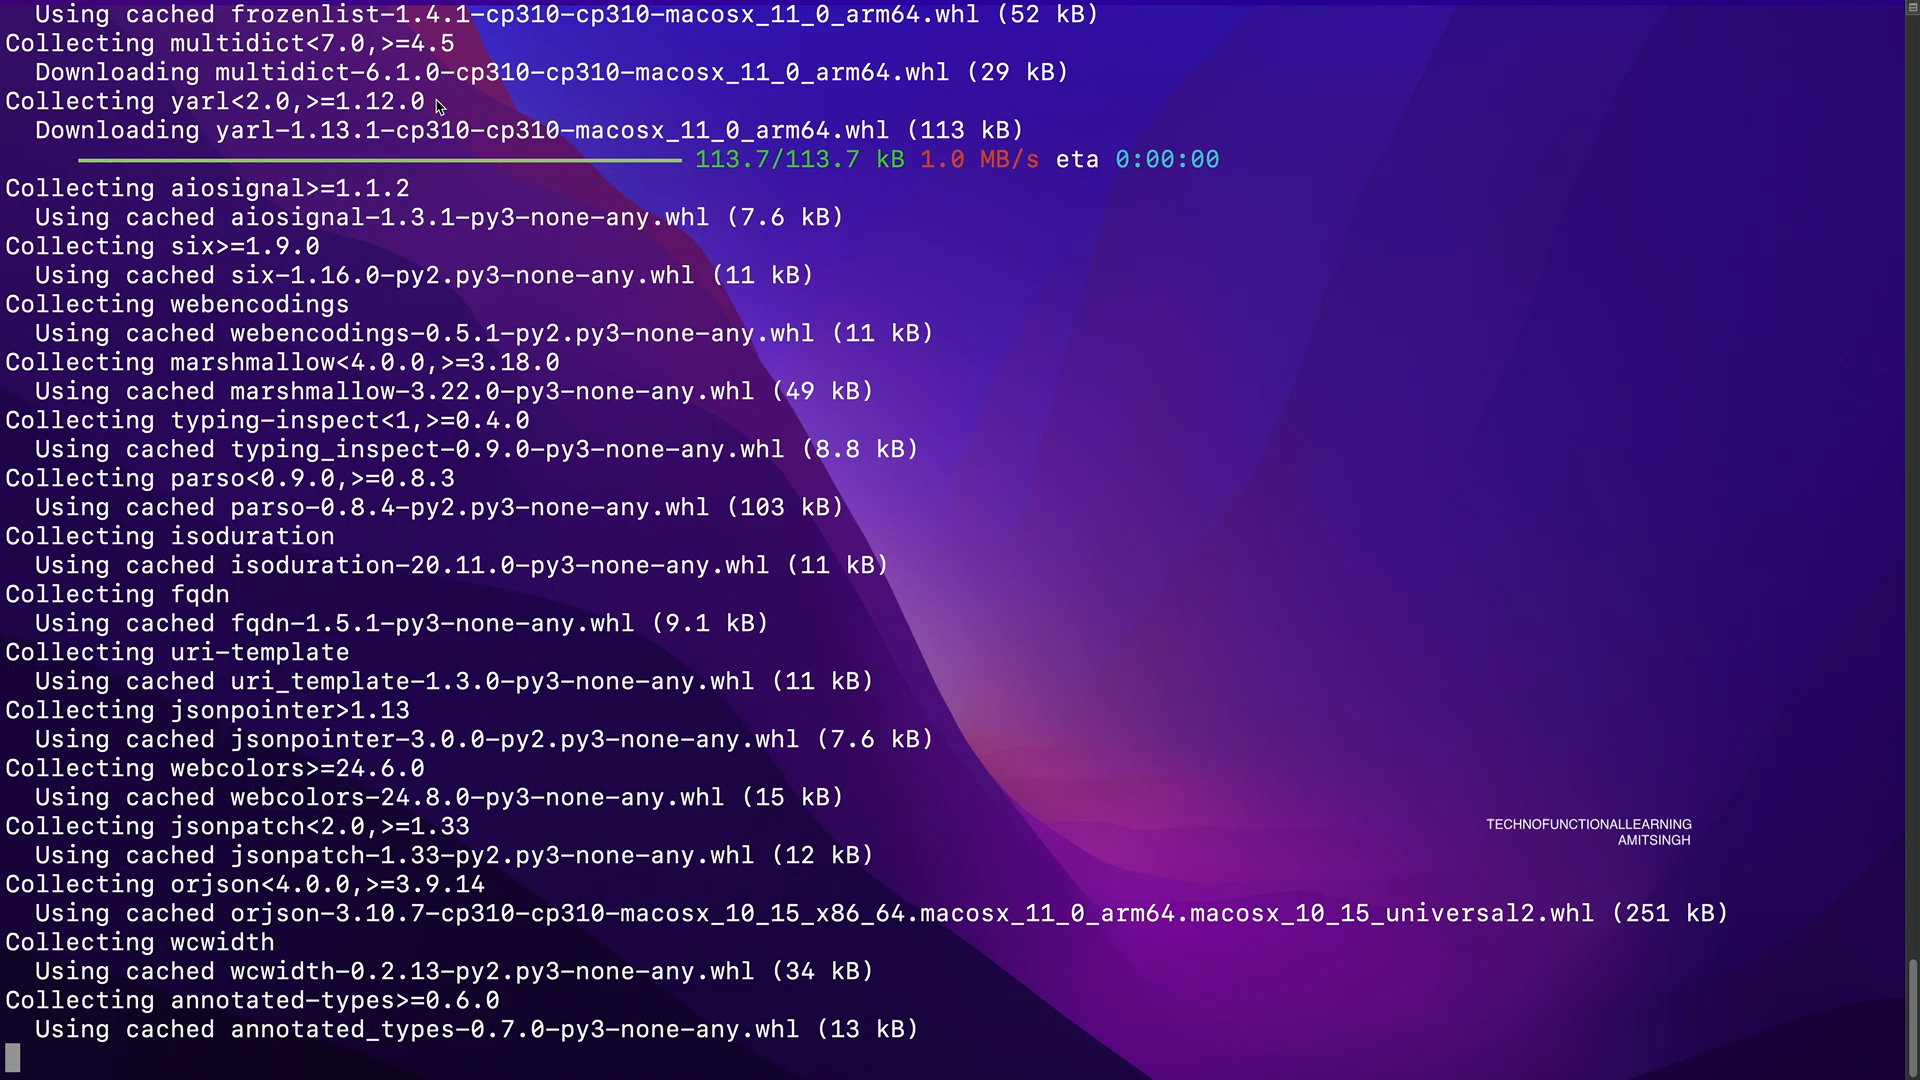 Using cached frozenlist-1.4.1-cp310-cp310-macosx_11_0_arm64.whl (52 kB)
Collecting multidict<7.0,>=4.5
Downloading multidict-6.1.0-cp310-cp310-macosx_11_0_arm64.whl (29 kB)
Collecting yarl<2.0,>=1.12.0
Downloading yarl-1.13.1-cp310-cp310-macosx_11_0_arm64.whl (113 kB)
113.7/113.7 kB 1.0 MB/s eta 0:00:00
Collecting aiosignal>=1.1.2
Using cached aiosignal-1.3.1-py3-none-any.whl (7.6 kB)
Collecting six>=1.9.0
Using cached six-1.16.0-py2.py3-none-any.whl (11 kB)
Collecting webencodings
Using cached webencodings-0.5.1-py2.py3-none-any.whl (11 kB)
Collecting marshmallow<4.0.0,>=3.18.0
Using cached marshmallow-3.22.0-py3-none-any.whl (49 kB)
Collecting typing-inspect<1,>=0.4.0
Using cached typing_inspect-0.9.0-py3-none-any.whl (8.8 kB)
Collecting parso<0.9.0,>=0.8.3
Using cached parso-0.8.4-py2.py3-none-any.whl (103 kB)
Collecting isoduration
Using cached isoduration-20.11.0-py3-none-any.whl (11 kB)
Collecting fqdn
Using cached fqdn-1.5.1-py3-none-any.whl (9.1 kB)
Collecting uri-template
Using cached uri_template-1.3.0-py3-none-any.whl (11 kB)
Collecting jsonpointer>1.13
Using cached jsonpointer-3.0.0-py2.py3-none-any.whl (7.6 kB)
Collecting webcolors>=24.6.0
Using cached webcolors-24.8.0-py3-none-any.whl (15 kB)
Collecting jsonpatch<2.0,>=1.33
Using cached jsonpatch-1.33-py2.py3-none-any.whl (12 kB)
Collecting orjson<4.0.0,>=3.9.14
Using cached orjson-3.10.7-cp310-cp310-macosx_10_15_x86_64.macosx_11_0_arm64.macosx_10_15_universal2.whl (251 kB)
Collecting wcwidth
Using cached wcwidth-0.2.13-py2.py3-none-any.whl (34 kB)
Collecting annotated-types>=0.6.0
Using cached annotated_types-0.7.0-py3-none-any.whl (13 kB)
TECHNOFUNCTIONALLEARNING
AMITSINGH